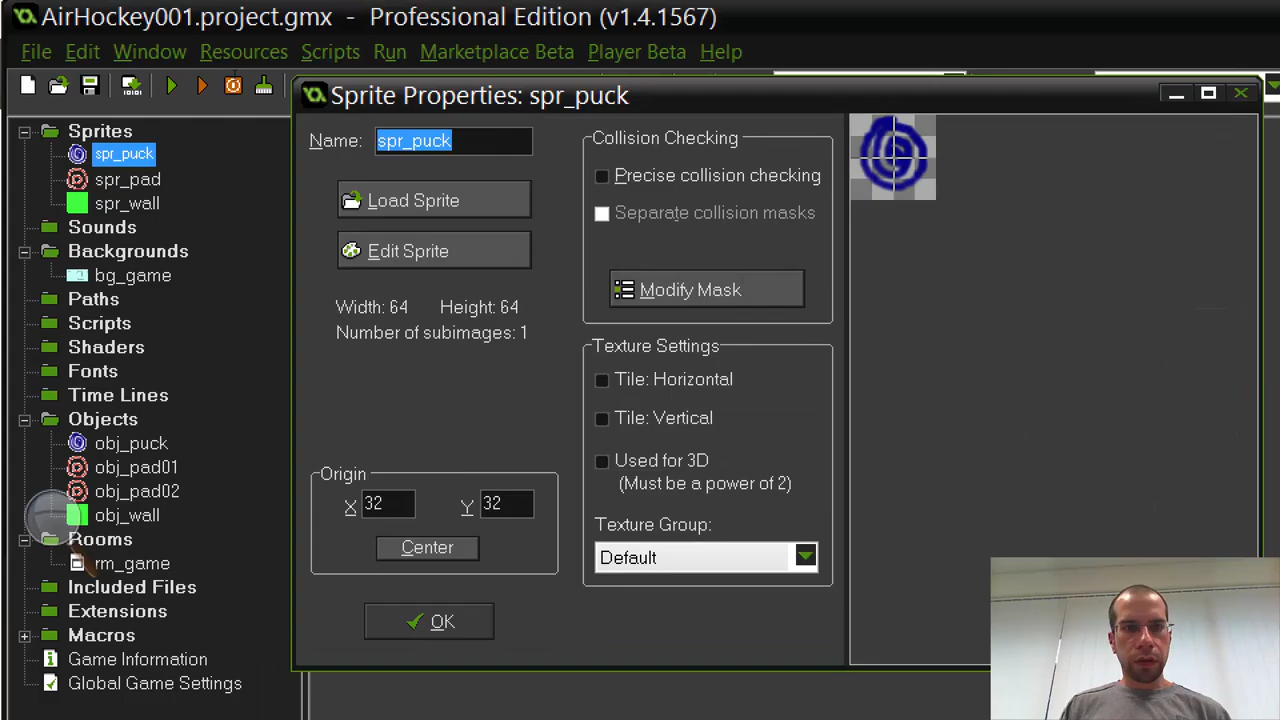 AirHockey001.project.gmx - Professional Edition (v1.4.1567)
File Edit Window Resources Scripts Run Marketplace Beta Player Beta Help
Sprite Properties: spr_puck
Sprites
spr_puck
spr_pad
spr_wall
Sounds
Backgrounds
bg_game
Paths
Scripts
Shaders
Fonts
Time Lines
Objects
obj_puck
obj_pad01
obj_pad02
obj_wall
Rooms
rm_game
Included Files
Extensions
Macros
Game Information
Global Game Settings
Name: spr_puck
Load Sprite
Edit Sprite
Width: 64 Height: 64
Number of subimages: 1
Origin
X 32 Y 32
Center
OK
Collision Checking
Precise collision checking
Separate collision masks
Modify Mask
Texture Settings
Tile: Horizontal
Tile: Vertical
Used for 3D
(Must be a power of 2)
Texture Group:
Default